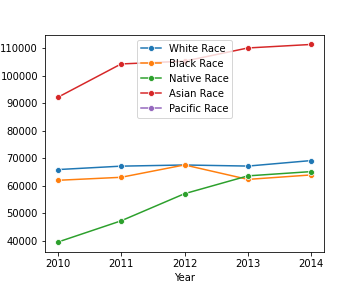 110000
100000
90000
80000
70000
60000
50000
40000
White Race
Black Race
Native Race
Asian Race
Pacific Race
2010 2011 2012 2013 2014
Year